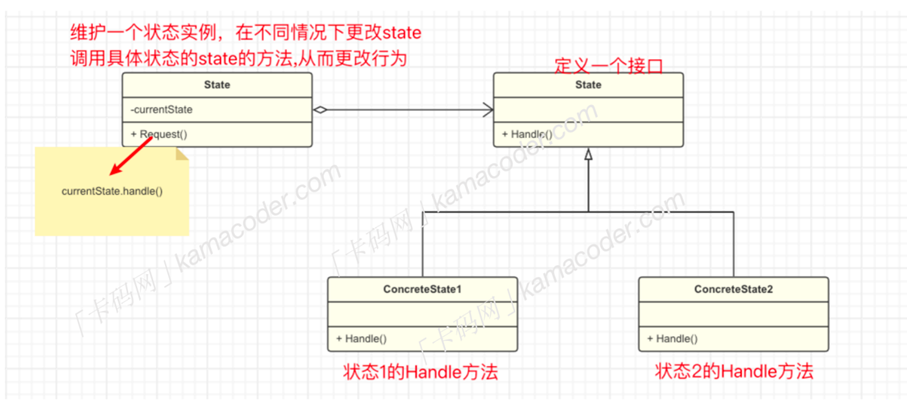 维护一个状态实例，在不同情况下更改state
调用具体状态的state的方法,从而更改行为
定义一个接口
State
-currentState
+ Request()
State
+ Handle()
currentState.handle()
「卡码网」kamacoder.com
「卡码网」kamacoder.com
「卡码网」kamacoder.com
ConcreteState1
+ Handle()
ConcreteState2
+ Handle()
状态1的Handle方法
状态2的Handle方法